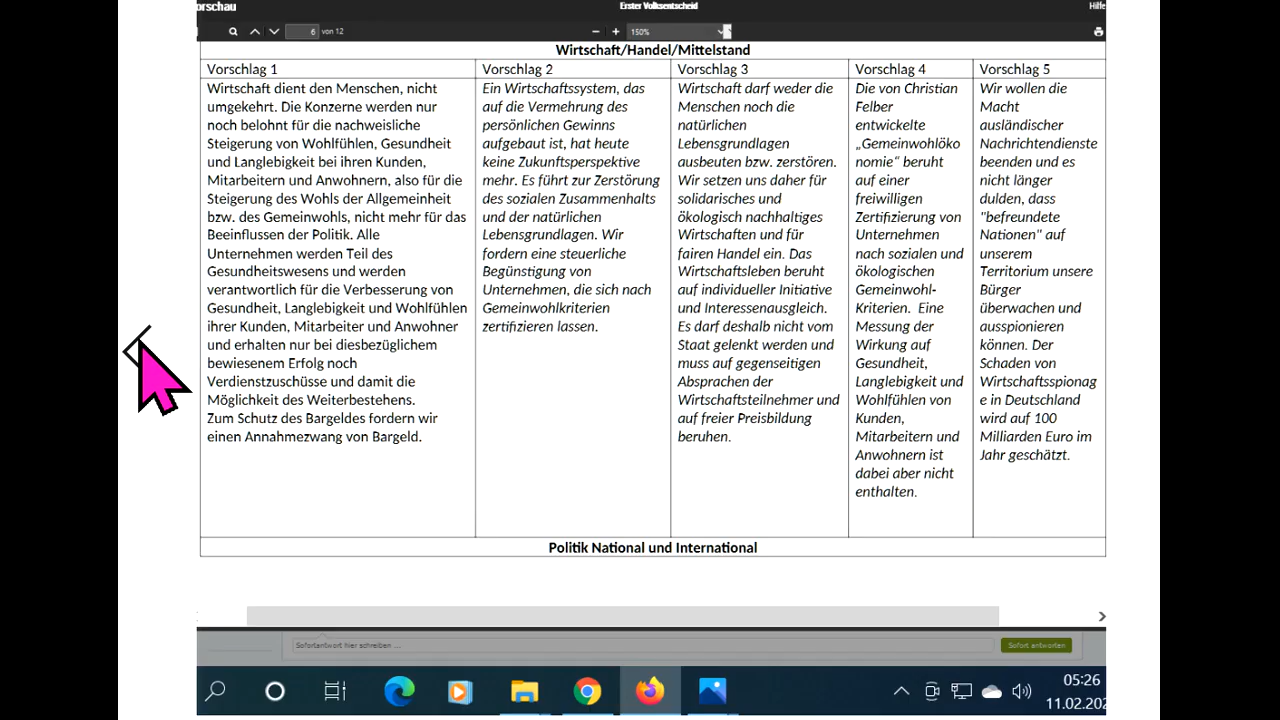 orschau
Erster Volksentscheid
Hilfe
6 von 12
150%
Wirtschaft/Handel/Mittelstand
Vorschlag 1
Wirtschaft dient den Menschen, nicht
umgekehrt. Die Konzerne werden nur
noch belohnt für die nachweisliche
Steigerung von Wohlfühlen, Gesundheit
und Langlebigkeit bei ihren Kunden,
Mitarbeitern und Anwohnern, also für die
Steigerung des Wohls der Allgemeinheit
bzw. des Gemeinwohls, nicht mehr für das
Beeinflussen der Politik. Alle
Unternehmen werden Teil des
Gesundheitswesens und werden
verantwortlich für die Verbesserung von
Gesundheit, Langlebigkeit und Wohlfühlen
ihrer Kunden, Mitarbeiter und Anwohner
und erhalten nur bei diesbezüglichem
bewiesenem Erfolg noch
Verdienstzuschüsse und damit die
Möglichkeit des Weiterbestehens.
Zum Schutz des Bargeldes fordern wir
einen Annahmezwang von Bargeld.
Vorschlag 2
Ein Wirtschaftssystem, das
auf die Vermehrung des
persönlichen Gewinns
aufgebaut ist, hat heute
keine Zukunftsperspektive
mehr. Es führt zur Zerstörung
des sozialen Zusammenhalts
und der natürlichen
Lebensgrundlagen. Wir
fordern eine steuerliche
Begünstigung von
Unternehmen, die sich nach
Gemeinwohlkriterien
zertifizieren lassen.
Vorschlag 3
Wirtschaft darf weder die
Menschen noch die
natürlichen
Lebensgrundlagen
ausbeuten bzw. zerstören.
Wir setzen uns daher für
solidarisches und
ökologisch nachhaltiges
Wirtschaften und für
fairen Handel ein. Das
Wirtschaftsleben beruht
auf individueller Initiative
und Interessenausgleich.
Es darf deshalb nicht vom
Staat gelenkt werden und
muss auf gegenseitigen
Absprachen der
Wirtschaftsteilnehmer und
auf freier Preisbildung
beruhen.
Vorschlag 4
Die von Christian
Felber
entwickelte
„Gemeinwohlöko
nomie“ beruht
auf einer
freiwilligen
Zertifizierung von
Unternehmen
nach sozialen und
ökologischen
Gemeinwohl-
Kriterien. Eine
Messung der
Wirkung auf
Gesundheit,
Langlebigkeit und
Wohlfühlen von
Kunden,
Mitarbeitern und
Anwohnern ist
dabei aber nicht
enthalten.
Vorschlag 5
Wir wollen die
Macht
ausländischer
Nachrichtendienste
beenden und es
nicht länger
dulden, dass
"befreundete
Nationen" auf
unserem
Territorium unsere
Bürger
überwachen und
ausspionieren
können. Der
Schaden von
Wirtschaftsspionag
e in Deutschland
wird auf 100
Milliarden Euro im
Jahr geschätzt.
Politik National und International
Sofortantwort hier schreiben ...
Sofort antworten
05:26
11.02.202